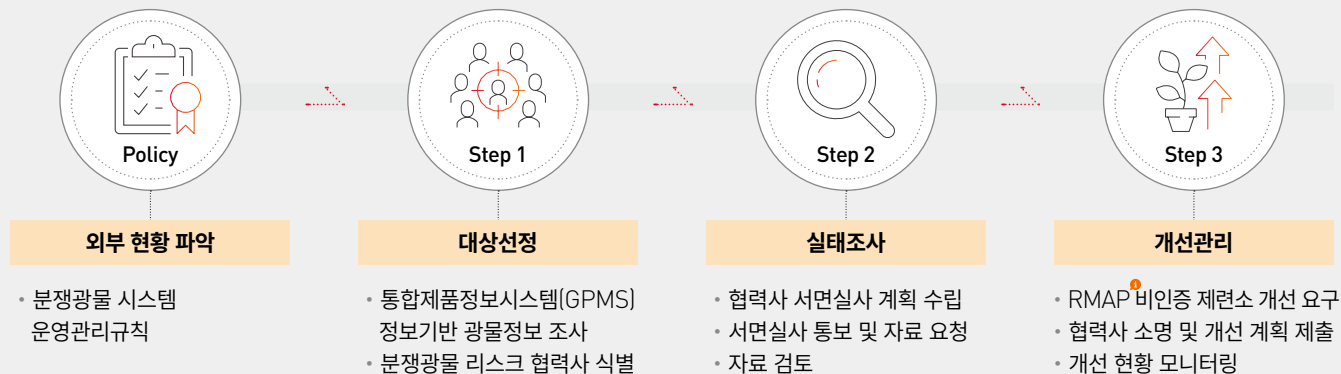 Policy
외부 현황 파악
• 분쟁광물 시스템
운영관리규칙
Step 1
대상선정
• 통합제품정보시스템(GPMS)
정보기반 광물정보 조사
• 분쟁광물 리스크 협력사 식별
Step 2
실태조사
• 협력사 서면실사 계획 수립
• 서면실사 통보 및 자료 요청
• 자료 검토
Step 3
개선관리
• RMAP 비인증 제련소 개선 요구
• 협력사 소명 및 개선 계획 제출
• 개선 현황 모니터링